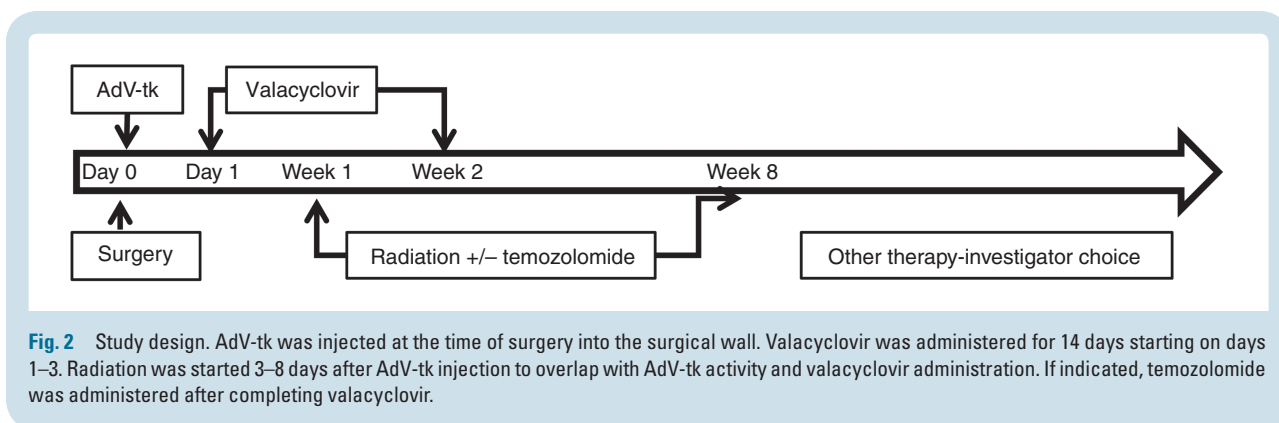 AdV-tk
Valacyclovir
Day 0
Day 1
Week 1
Week 2
Week 8
Surgery
Radiation +/– temozolomide
Other therapy-investigator choice
Fig. 2 Study design. AdV-tk was injected at the time of surgery into the surgical wall. Valacyclovir was administered for 14 days starting on days
1–3. Radiation was started 3–8 days after AdV-tk injection to overlap with AdV-tk activity and valacyclovir administration. If indicated, temozolomide
was administered after completing valacyclovir.